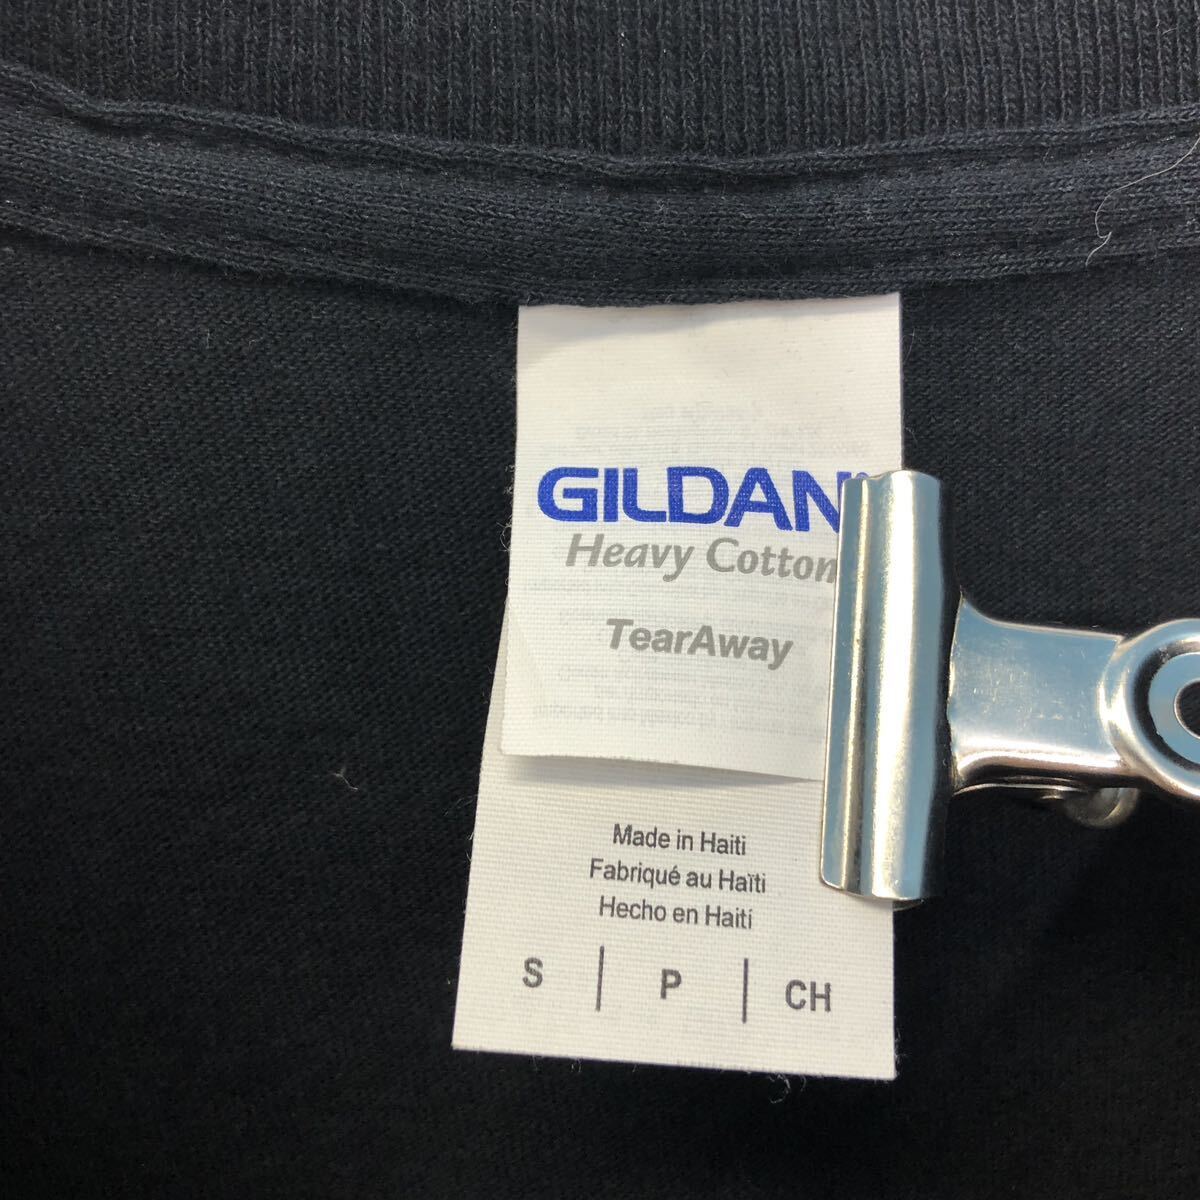 GILDAN
Heavy Cotton
TearAway
Made in Haiti
Fabriqué au Haïti
Hecho en Haití
S | P | CH